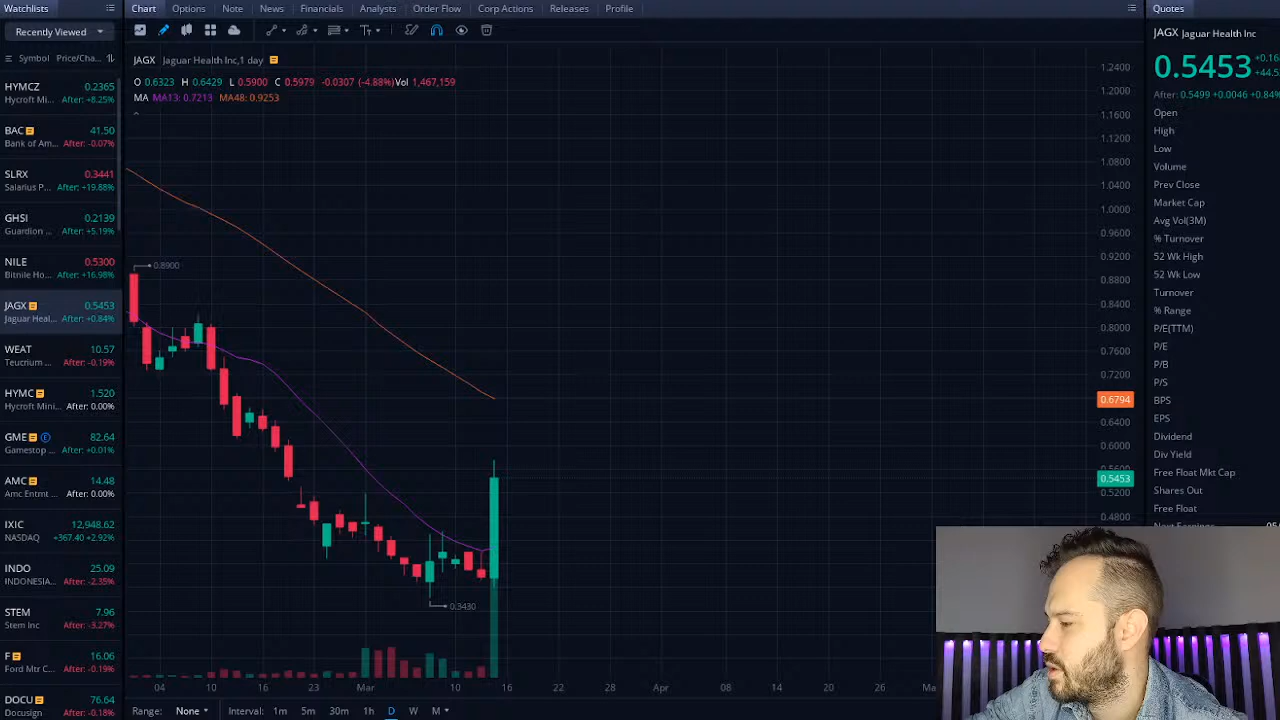 Watchlists
Chart Options Note News Financials Analysts Order Flow Corp Actions Releases Profile
Quotes
Recently Viewed
Symbol Price/Cha...
HYMCZ 0.2365
Hycroft Mi... After: +8.25%
BAC 41.50
Bank of Am... After: -0.07%
SLRX 0.3441
Salarius P... After: +19.88%
GHSI 0.2139
Guardion ... After: +5.19%
NILE 0.5300
Bitnile Ho... After: +16.98%
JAGX 0.5453
Jaguar Heal... After: +0.84%
WEAT 10.57
Teucrium ... After: -0.19%
HYMC 1.520
Hycroft Mini... After: 0.00%
GME E 82.64
Gamestop ... After: +0.01%
AMC 14.48
Amc Entmt ... After: 0.00%
IXIC 12,948.62
NASDAQ +367.40 +2.92%
INDO 25.09
INDONESIA... After: -2.35%
STEM 7.96
Stem Inc After: -3.27%
F 16.06
Ford Mtr C... After: -0.19%
DOCU 76.64
Docusign After: -0.18%
JAGX Jaguar Health Inc,1 day
O 0.6323 H 0.6429 L 0.5900 C 0.5979 -0.0307 (-4.88%) Vol 1,467,159
MA MA13: 0.7213 MA48: 0.9253
0.8900
0.3430
1.2400
1.2000
1.1600
1.1200
1.0800
1.0400
1.0000
0.9600
0.9200
0.8800
0.8400
0.8000
0.7600
0.7200
0.6794
0.6400
0.6000
0.5600
0.5453
0.5200
0.4800
04 10 16 23 Mar 10 16 22 28 Apr 08 14 20 26
Range: None Interval: 1m 5m 30m 1h D W M
JAGX Jaguar Health Inc
0.5453 +0.16
+44.5
After: 0.5499 +0.0046 +0.84%
Open
High
Low
Volume
Prev Close
Market Cap
Avg Vol(3M)
% Turnover
52 Wk High
52 Wk Low
Turnover
% Range
P/E(TTM)
P/E
P/B
P/S
BPS
EPS
Dividend
Div Yield
Free Float Mkt Cap
Shares Out
Free Float